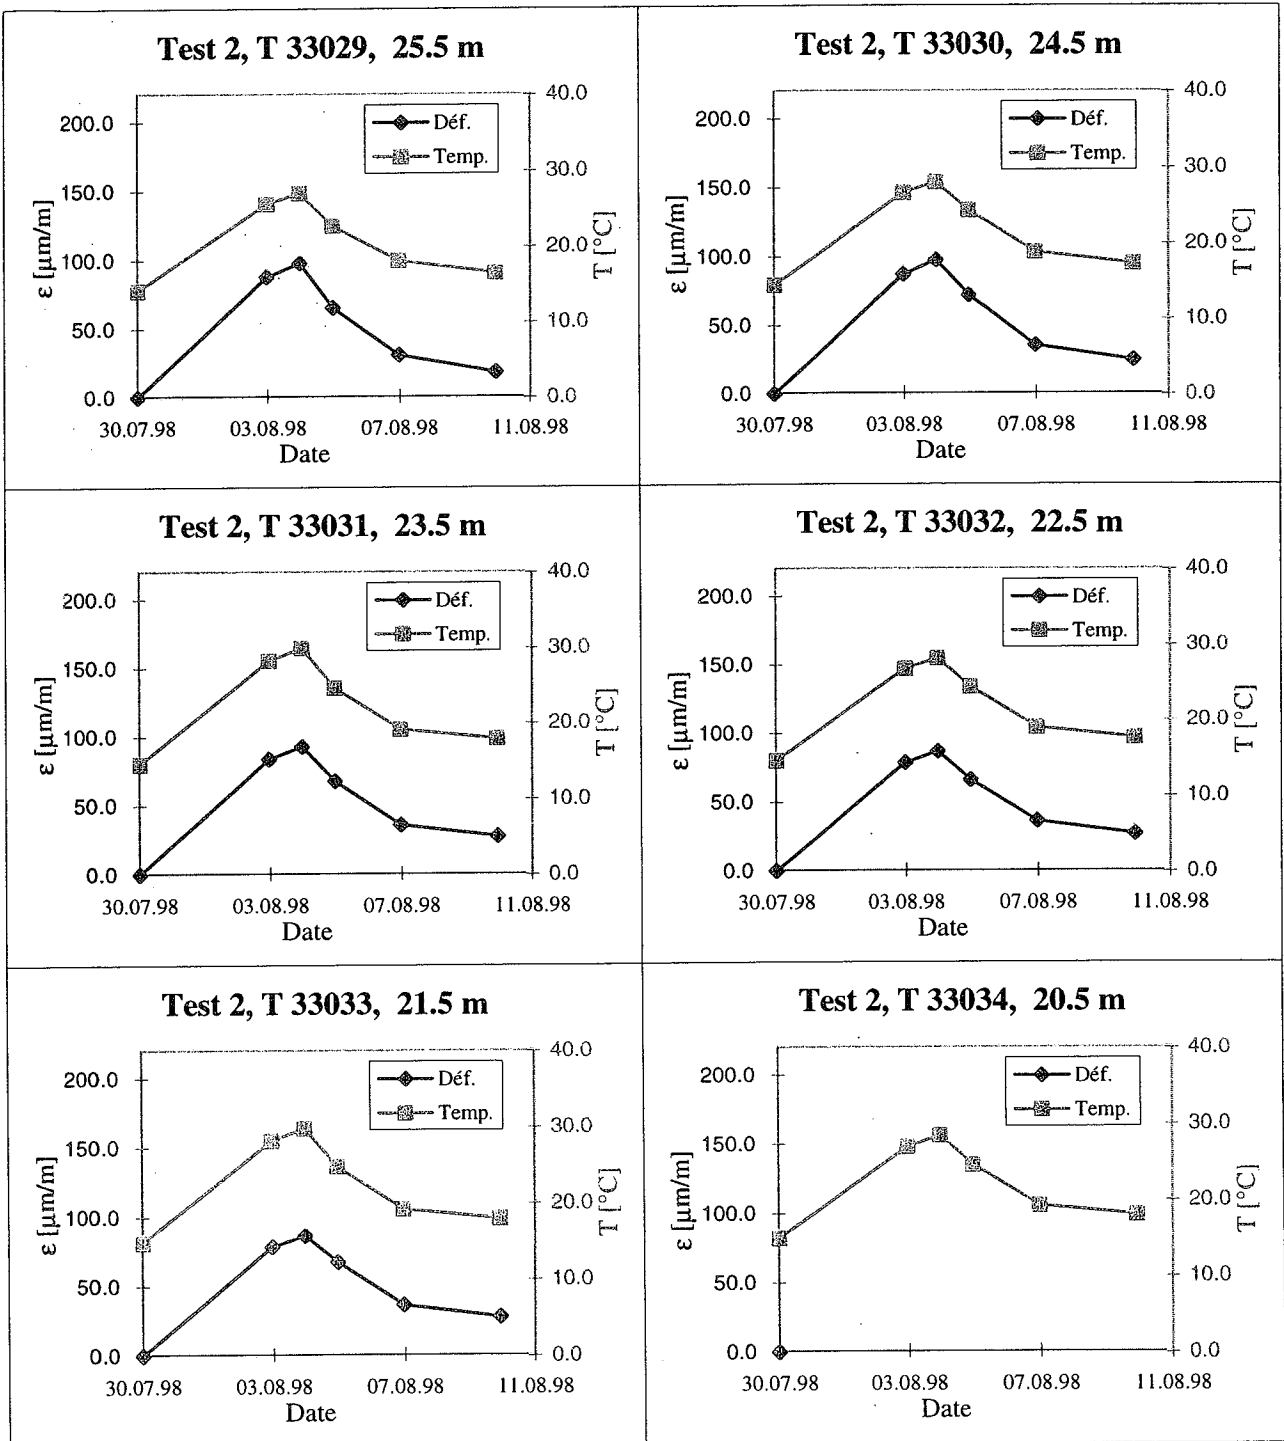 Test 2, T 33029, 25.5 m
40.0
200.0
Déf.
Temp.
30.0
150.0
ε [μm/m]
20.0
T [°C]
100.0
10.0
50.0
0.0
0.0
30.07.98 03.08.98 07.08.98 11.08.98
Date
Test 2, T 33030, 24.5 m
40.0
200.0
Déf.
Temp.
30.0
150.0
ε [μm/m]
20.0
T [°C]
100.0
10.0
50.0
0.0
0.0
30.07.98 03.08.98 07.08.98 11.08.98
Date
Test 2, T 33031, 23.5 m
40.0
200.0
Déf.
Temp.
30.0
150.0
ε [μm/m]
20.0
T [°C]
100.0
10.0
50.0
0.0
0.0
30.07.98 03.08.98 07.08.98 11.08.98
Date
Test 2, T 33032, 22.5 m
40.0
200.0
Déf.
Temp.
30.0
150.0
ε [μm/m]
20.0
T [°C]
100.0
10.0
50.0
0.0
0.0
30.07.98 03.08.98 07.08.98 11.08.98
Date
Test 2, T 33033, 21.5 m
40.0
200.0
Déf.
Temp.
30.0
150.0
ε [μm/m]
20.0
T [°C]
100.0
10.0
50.0
0.0
0.0
30.07.98 03.08.98 07.08.98 11.08.98
Date
Test 2, T 33034, 20.5 m
40.0
200.0
Déf.
Temp.
30.0
150.0
ε [μm/m]
20.0
T [°C]
100.0
10.0
50.0
0.0
0.0
30.07.98 03.08.98 07.08.98 11.08.98
Date